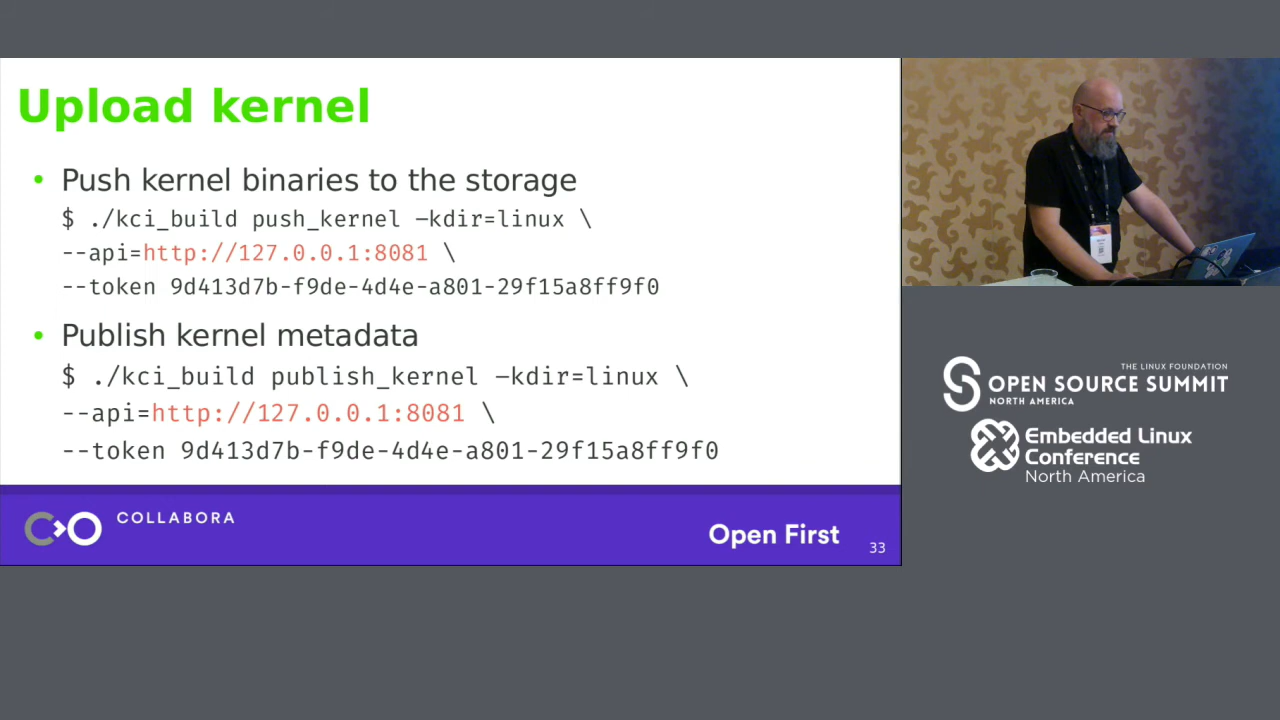 Upload kernel
• Push kernel binaries to the storage
$ ./kci_build push_kernel –kdir=linux \
--api=http://127.0.0.1:8081 \
--token 9d413d7b-f9de-4d4e-a801-29f15a8ff9f0
• Publish kernel metadata
$ ./kci_build publish_kernel –kdir=linux \
--api=http://127.0.0.1:8081 \
--token 9d413d7b-f9de-4d4e-a801-29f15a8ff9f0
COLLABORA
Open First
33
THE LINUX FOUNDATION
OPEN SOURCE SUMMIT
NORTH AMERICA
Embedded Linux
Conference
North America